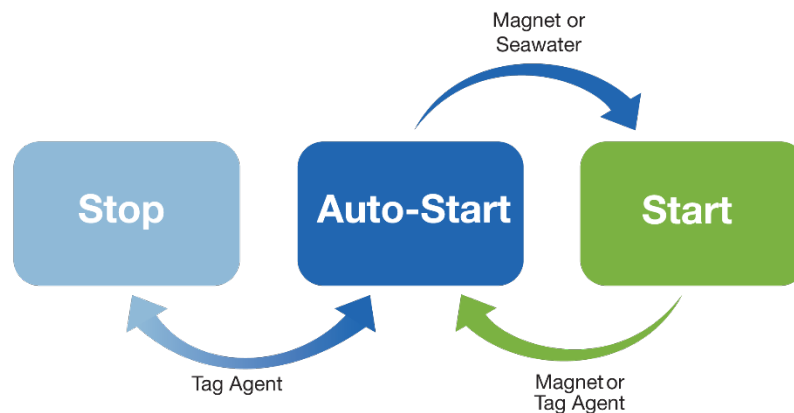 Magnet or
Seawater
Stop
Auto-Start
Start
Tag Agent
Magnet or
Tag Agent